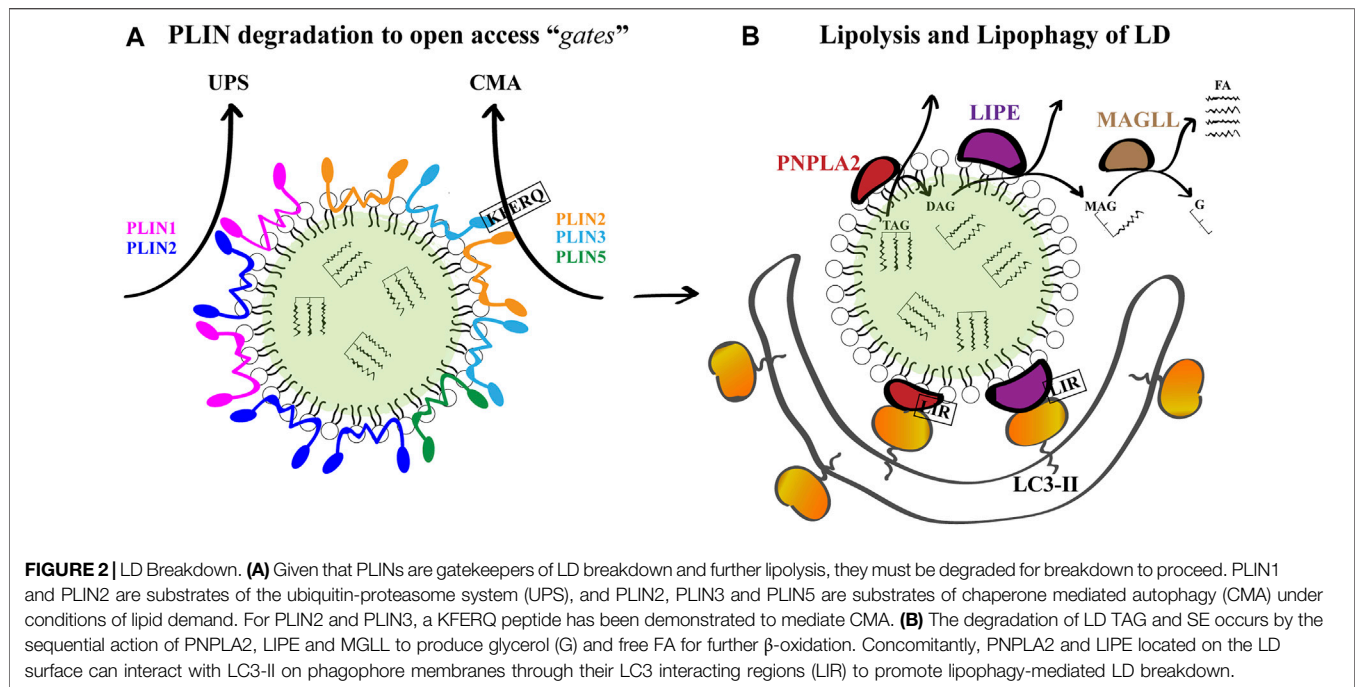 A PLIN degradation to open access “gates”
UPS
CMA
PLIN1
PLIN2
KFERQ
PLIN2
PLIN3
PLIN5
B Lipolysis and Lipophagy of LD
FA
LIPE
MAGLL
PNPLA2
DAG
TAG
MAG
G
LIR
LIR
LC3-II
FIGURE 2 | LD Breakdown. (A) Given that PLINs are gatekeepers of LD breakdown and further lipolysis, they must be degraded for breakdown to proceed. PLIN1
and PLIN2 are substrates of the ubiquitin-proteasome system (UPS), and PLIN2, PLIN3 and PLIN5 are substrates of chaperone mediated autophagy (CMA) under
conditions of lipid demand. For PLIN2 and PLIN3, a KFERQ peptide has been demonstrated to mediate CMA. (B) The degradation of LD TAG and SE occurs by the
sequential action of PNPLA2, LIPE and MGLL to produce glycerol (G) and free FA for further β-oxidation. Concomitantly, PNPLA2 and LIPE located on the LD
surface can interact with LC3-II on phagophore membranes through their LC3 interacting regions (LIR) to promote lipophagy-mediated LD breakdown.